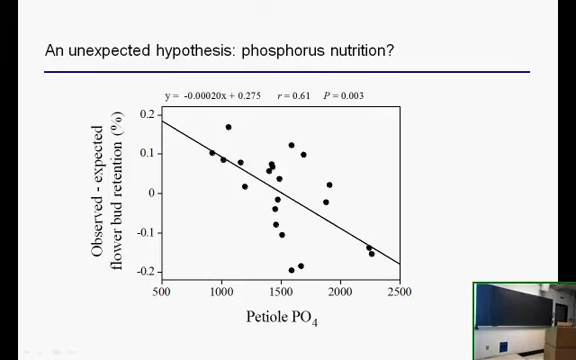 An unexpected hypothesis: phosphorus nutrition?
y = -0.00020x + 0.275 r = 0.61 P = 0.003
Observed - expected
flower bud retention (%)
0.2
0.1
0
-0.1
-0.2
500 1000 1500 2000 2500
Petiole PO4